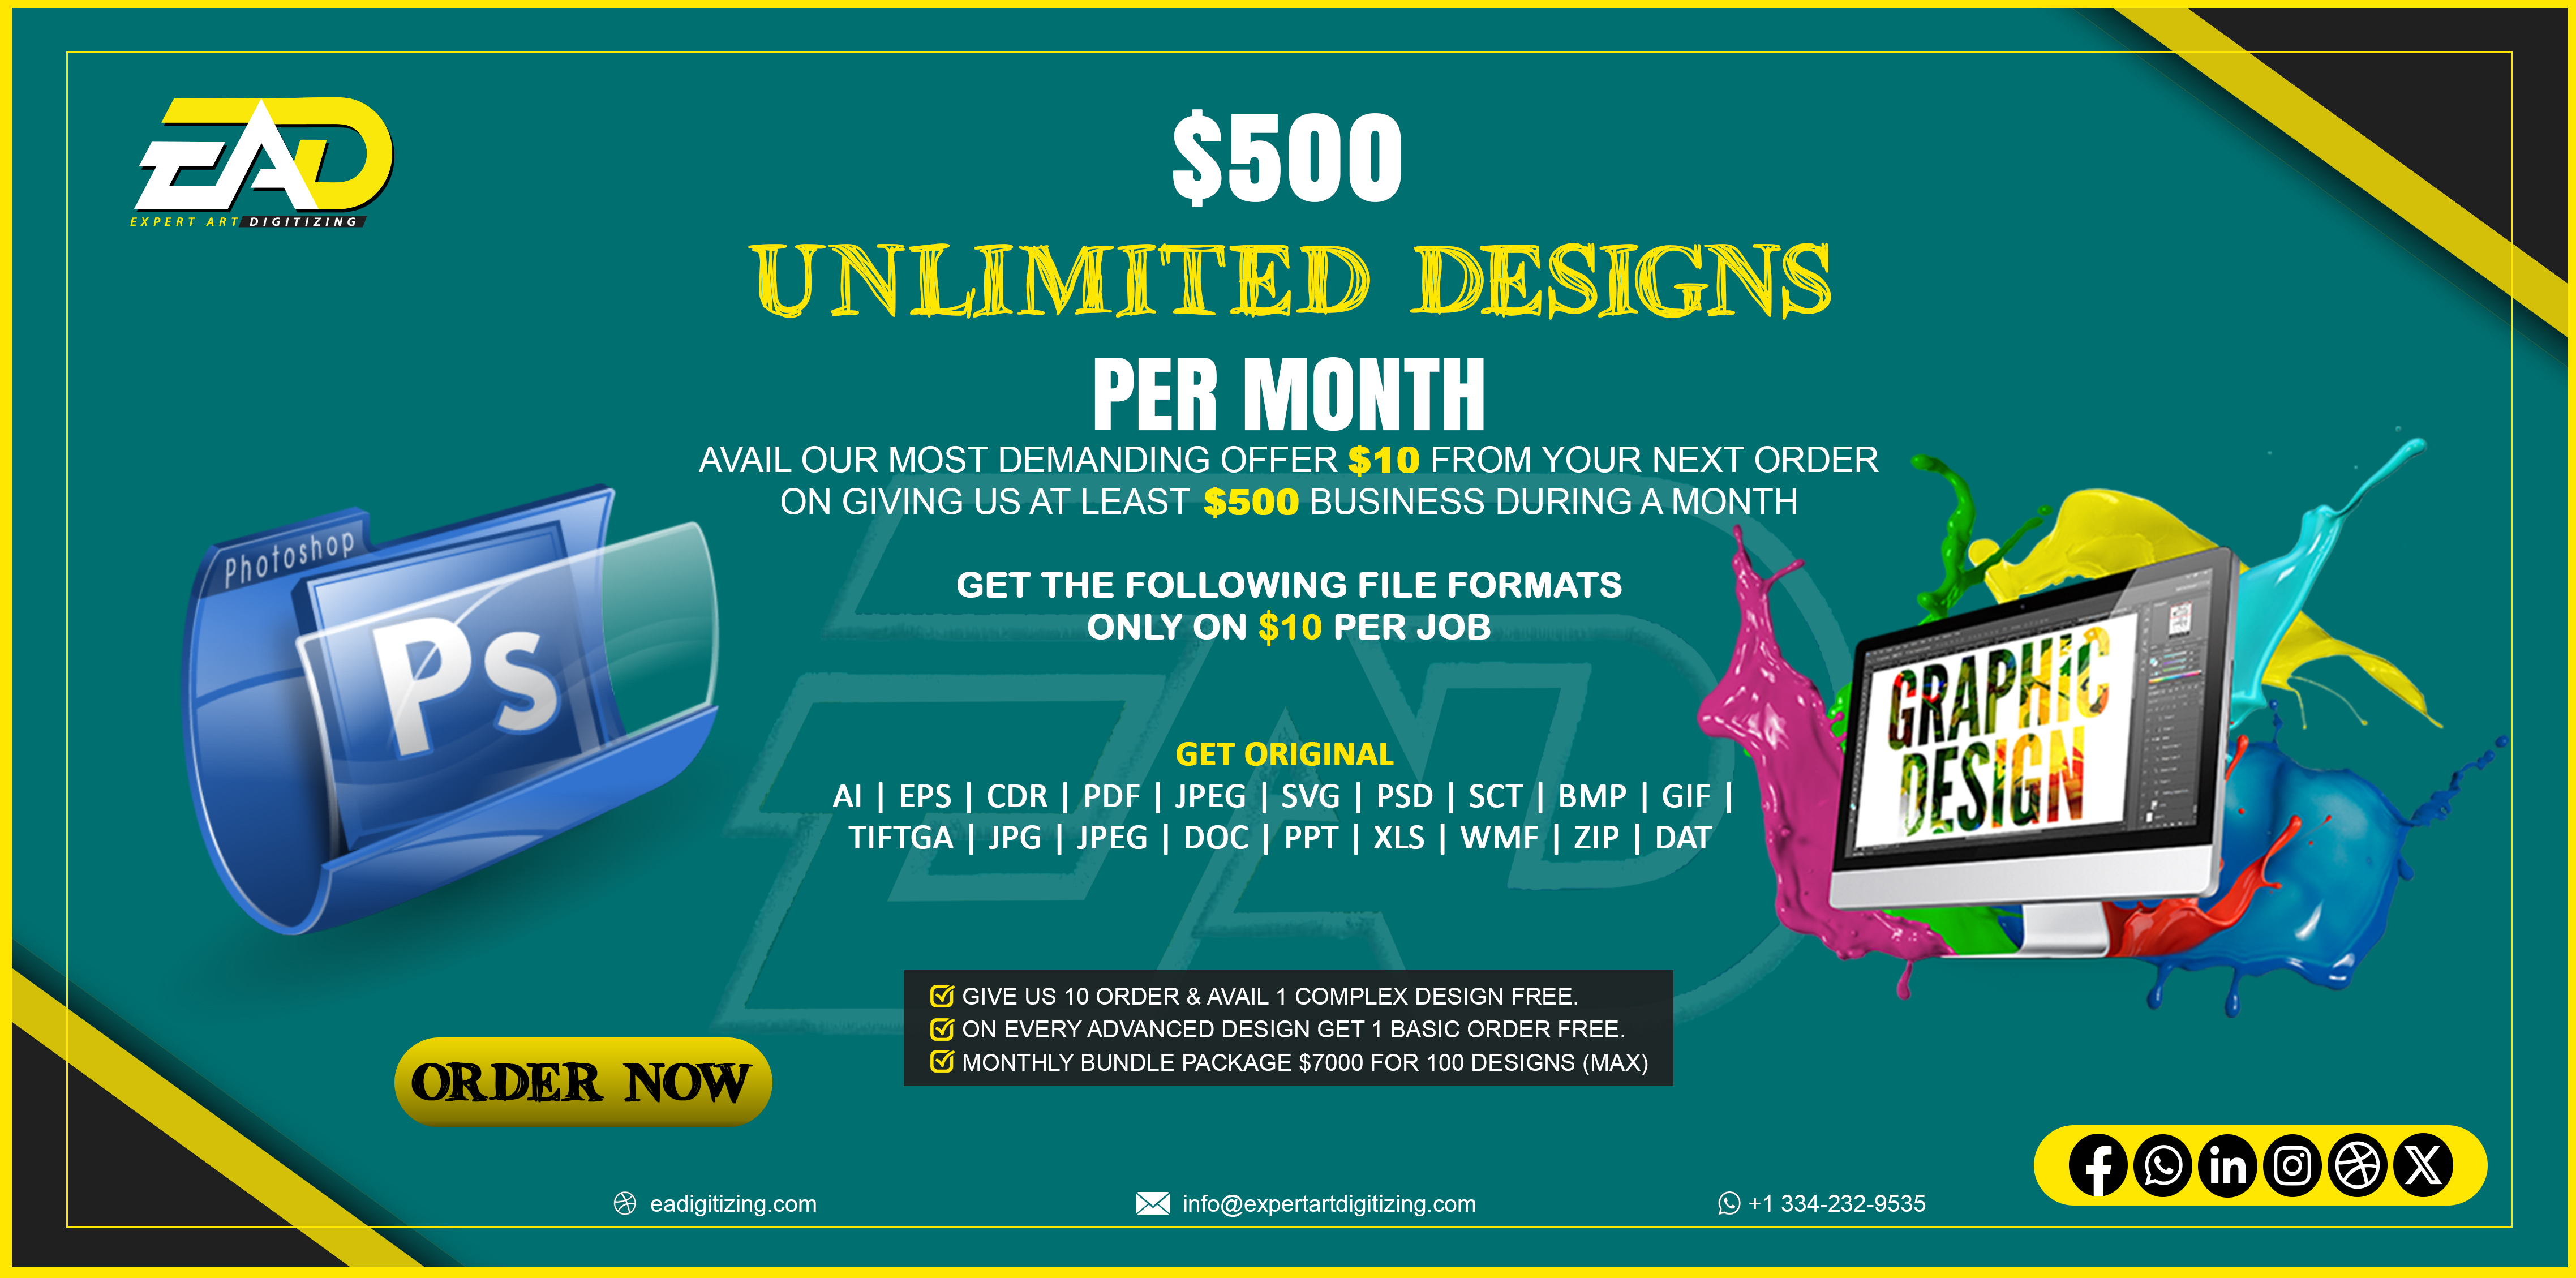 EAD
EXPERT ART DIGITIZING
$500
UNLIMITED DESIGNS
PER MONTH
AVAIL OUR MOST DEMANDING OFFER $10 FROM YOUR NEXT ORDER
ON GIVING US AT LEAST $500 BUSINESS DURING A MONTH
Photoshop
Ps
GET THE FOLLOWING FILE FORMATS
ONLY ON $10 PER JOB
GRAPHIC
DESIGN
GET ORIGINAL
AI | EPS | CDR | PDF | JPEG | SVG | PSD | SCT | BMP | GIF |
TIFTGA | JPG | JPEG | DOC | PPT | XLS | WMF | ZIP | DAT
EAD
GIVE US 10 ORDER & AVAIL 1 COMPLEX DESIGN FREE.
ON EVERY ADVANCED DESIGN GET 1 BASIC ORDER FREE.
MONTHLY BUNDLE PACKAGE $7000 FOR 100 DESIGNS (MAX)
ORDER NOW
eadigitizing.com
info@expertartdigitizing.com
+1 334-232-9535